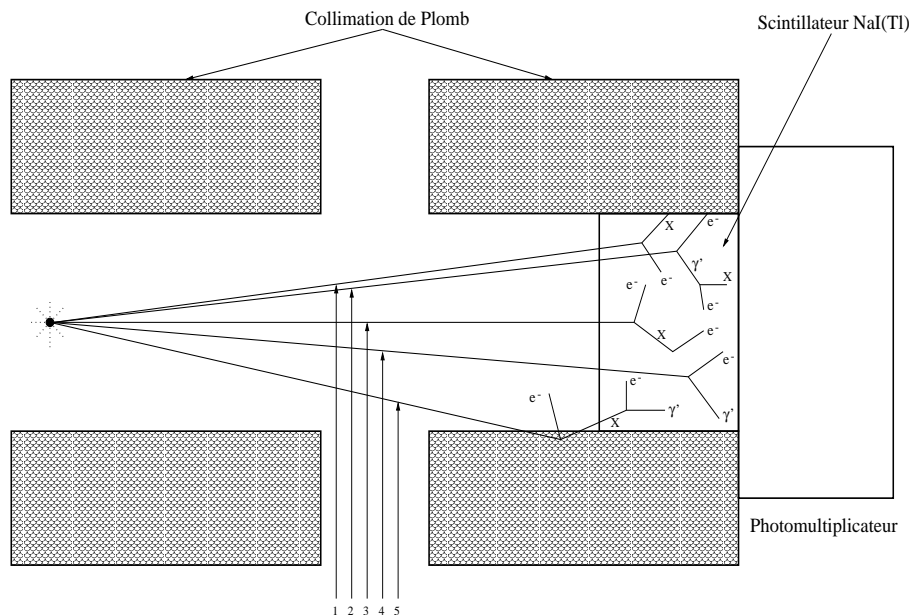 Collimation de Plomb
Scintillateur NaI(Tl)
X
e-
e-
γ'
X
e-
e-
X
e-
e-
γ'
e-
e-
X
γ'
Photomultiplicateur
1 2 3 4 5